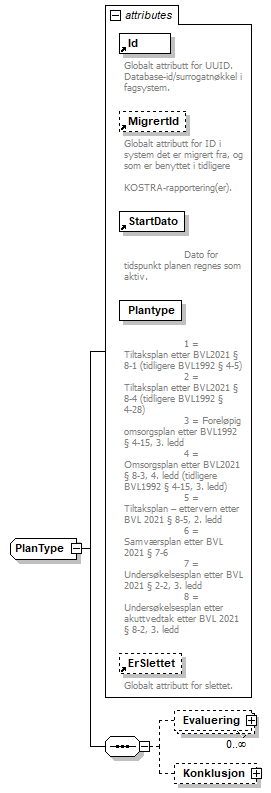 attributes
Id
Globalt attributt for UUID.
Database-id/surrogatnøkkel i
fagsystem.
MigrertId
Globalt attributt for ID i
system det er migrert fra, og
som er benyttet i tidligere
KOSTRA-rapportering(er).
StartDato
Dato for
tidspunkt planen regnes som
aktiv.
Plantype
1 =
Tiltaksplan etter BVL2021 §
8-1 (tidligere BVL1992 § 4-5)
2 =
Tiltaksplan etter BVL2021 §
8-4 (tidligere BVL1992 §
4-28)
3 = Foreløpig
omsorgsplan etter BVL1992
§ 4-15, 3. ledd
4 =
Omsorgsplan etter BVL2021
§ 8-3, 4. ledd (tidligere
BVL1992 § 4-15, 3. ledd)
5 =
Tiltaksplan – ettervern etter
BVL 2021 § 8-5, 2. ledd
6 =
Samværsplan etter BVL
2021 § 7-6
7 =
Undersøkelsesplan etter BVL
2021 § 2-2, 3. ledd
8 =
Undersøkelsesplan etter
akuttvedtak etter BVL 2021
§ 8-2, 3. ledd
ErSlettet
Globalt attributt for slettet.
PlanType
Evaluering
0..∞
Konklusjon